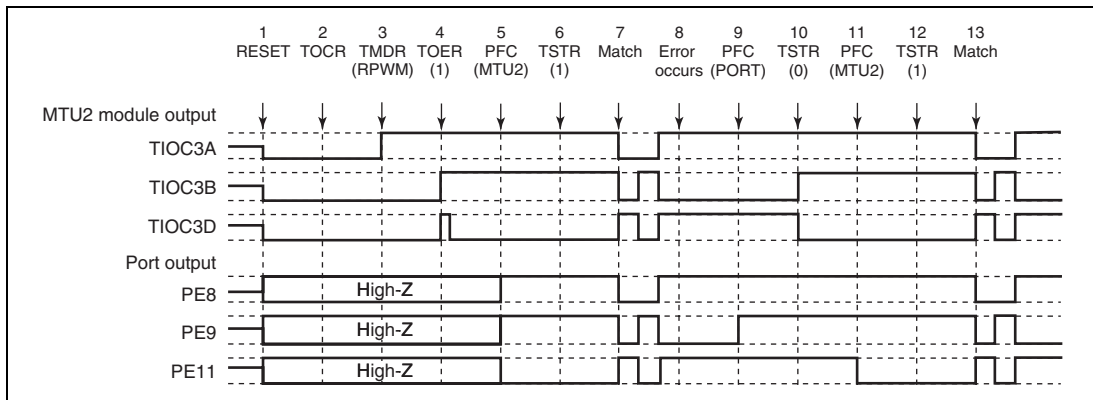 1 2 3 4 5 6 7 8 9 10 11 12 13
RESET TOCR TMDR TOER PFC TSTR Match Error PFC TSTR PFC TSTR Match
(RPWM) (1) (MTU2) (1) occurs (PORT) (0) (MTU2) (1)
MTU2 module output
TIOC3A
TIOC3B
TIOC3D
Port output
PE8 High-Z
PE9 High-Z
PE11 High-Z